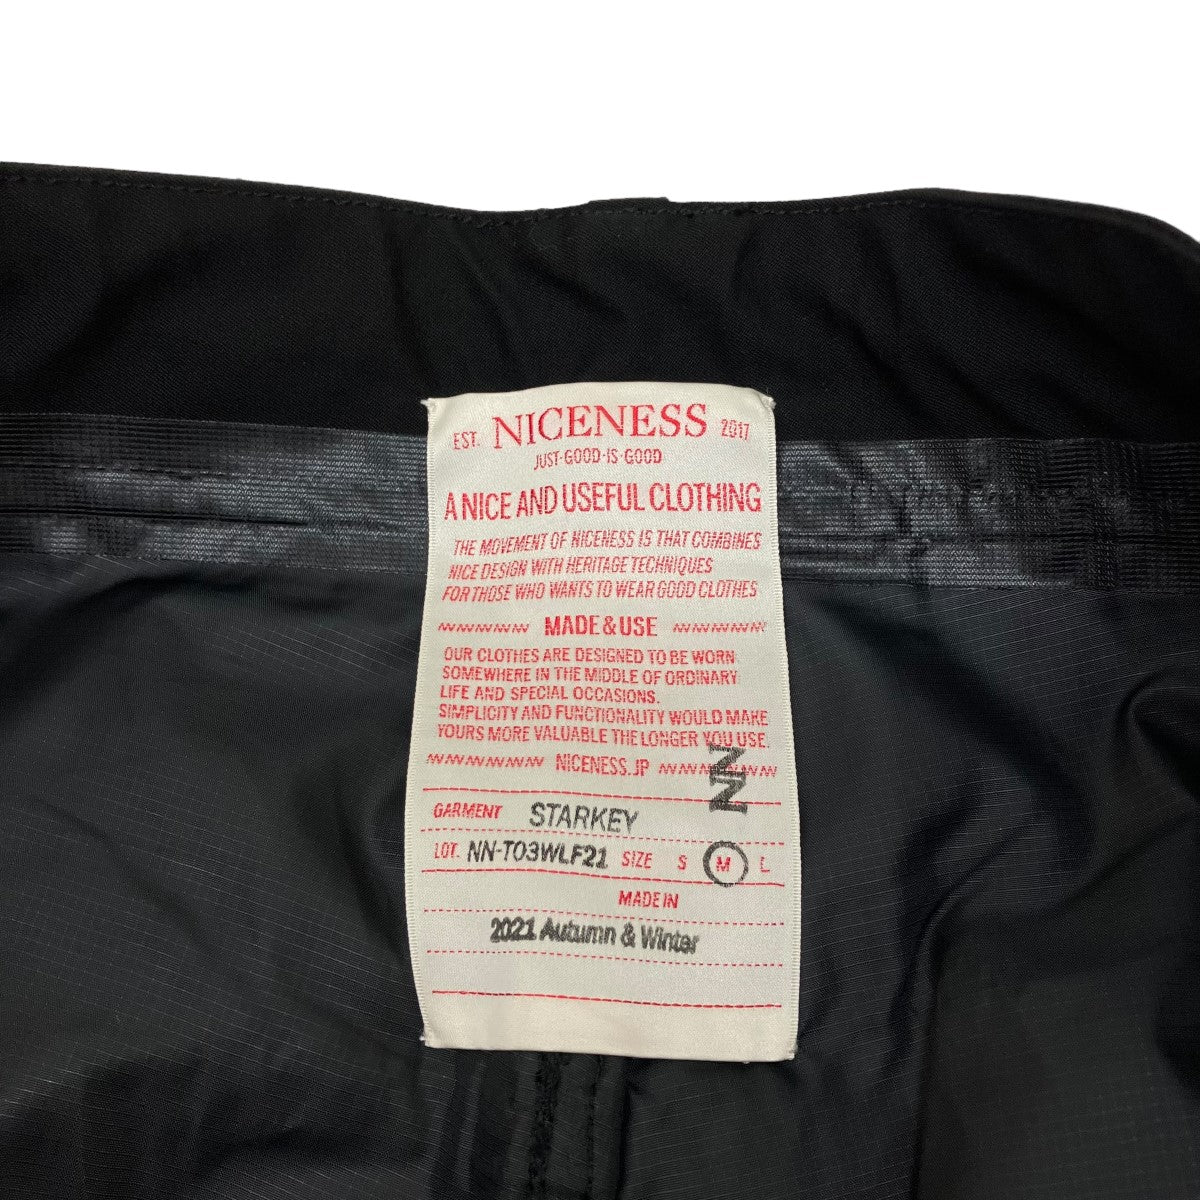 EST. NICENESS 2017
JUST·GOOD·IS·GOOD
A NICE AND USEFUL CLOTHING
THE MOVEMENT OF NICENESS IS THAT COMBINES
NICE DESIGN WITH HERITAGE TECHNIQUES
FOR THOSE WHO WANTS TO WEAR GOOD CLOTHES
MADE & USE
OUR CLOTHES ARE DESIGNED TO BE WORN
SOMEWHERE IN THE MIDDLE OF ORDINARY
LIFE AND SPECIAL OCCASIONS.
SIMPLICITY AND FUNCTIONALITY WOULD MAKE
YOURS MORE VALUABLE THE LONGER YOU USE.
NICENESS.JP
NN
GARMENT STARKEY
LOT. NN-T03WLF21 SIZE S M L
MADE IN
2021 Autumn & Winter